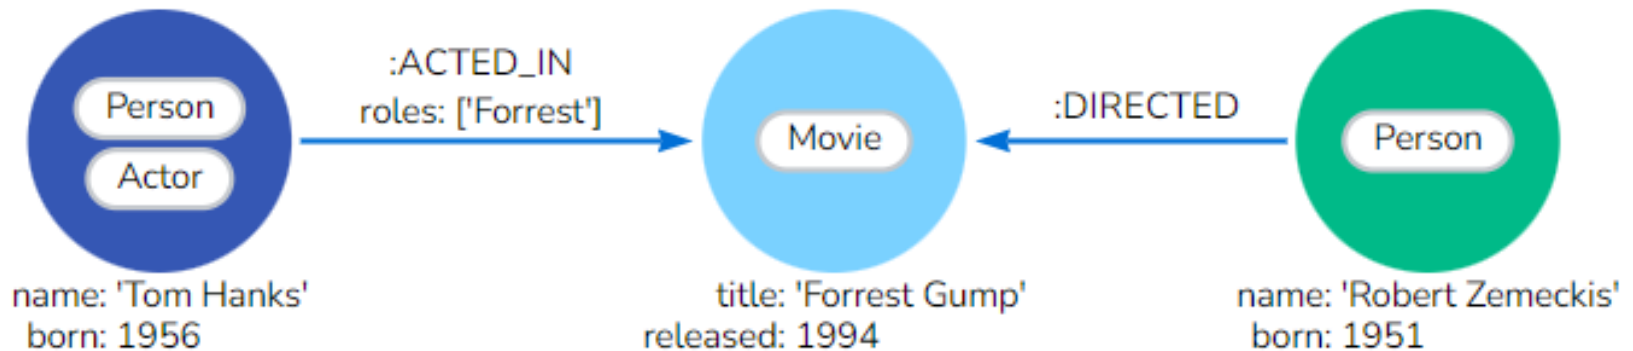 :ACTED_IN
roles: ['Forrest']
:DIRECTED
Person
Actor
Movie
Person
name: 'Tom Hanks'
born: 1956
title: 'Forrest Gump'
released: 1994
name: 'Robert Zemeckis'
born: 1951